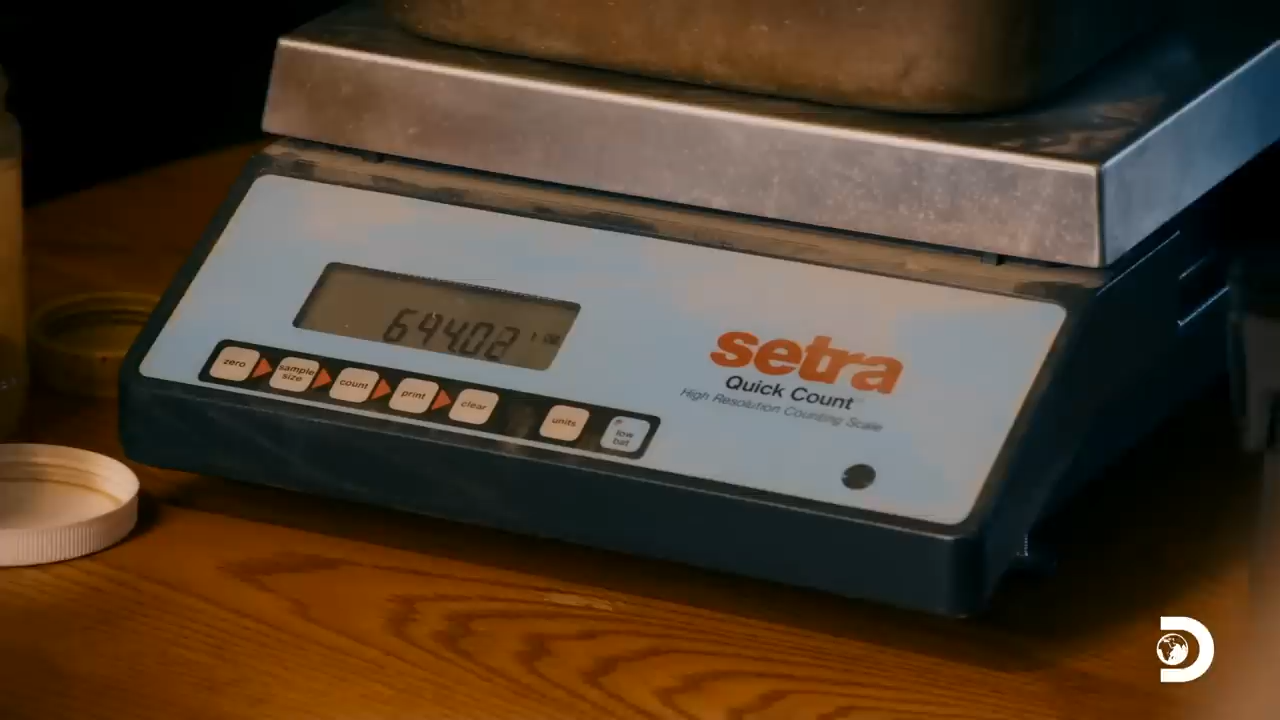 644.02
zero
sample
size
count
print
clear
units
low
bat
setra
Quick Count
High Resolution Counting Scale